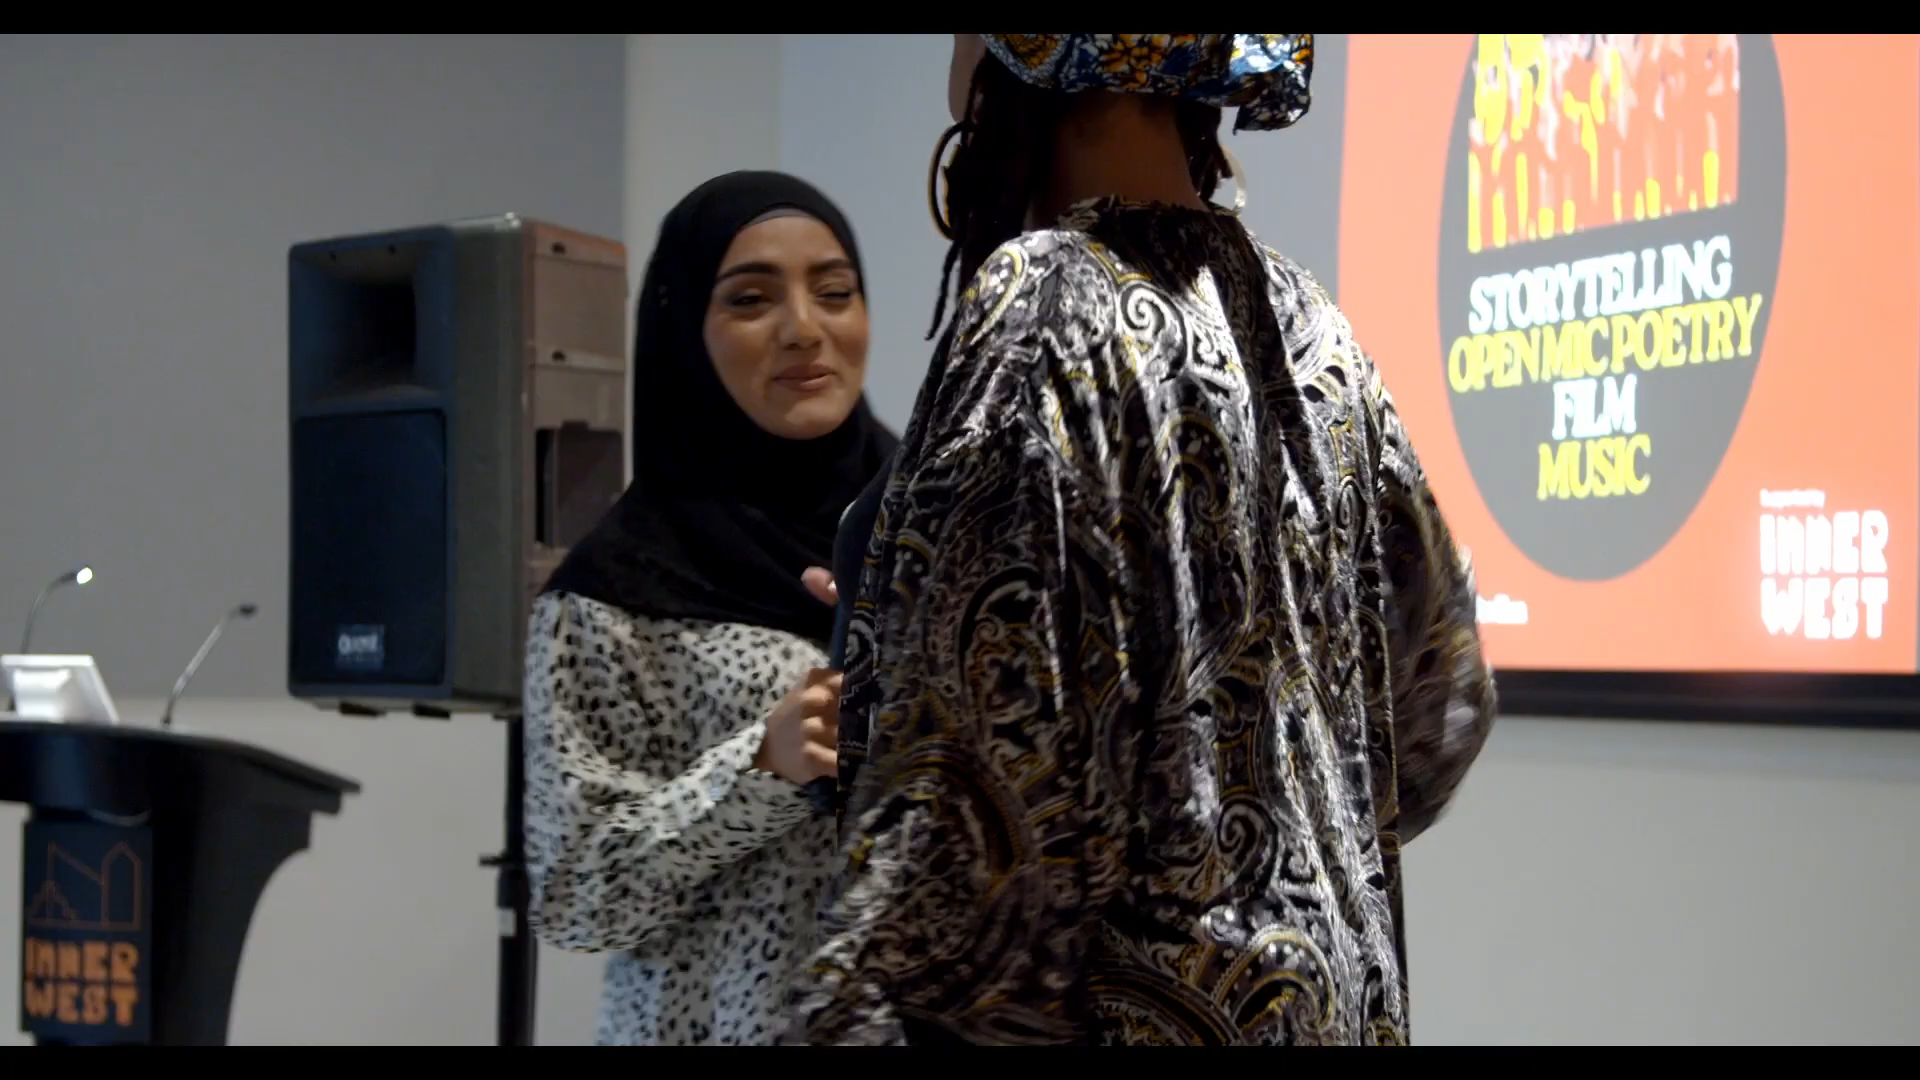 STORYTELLING
OPEN MIC POETRY
FILM
MUSIC
INNER
WEST
INNER
WEST